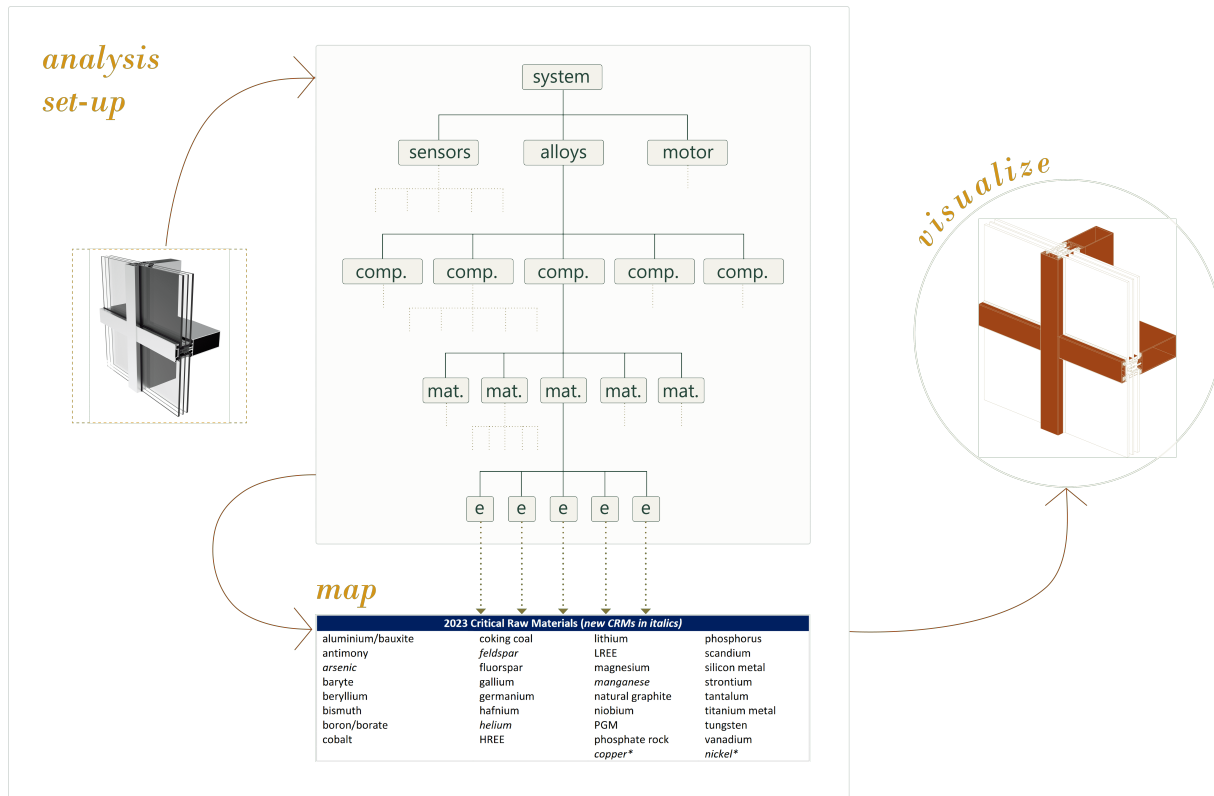 analysis
set-up
system
sensors alloys motor
comp. comp. comp. comp. comp.
mat. mat. mat. mat. mat.
e e e e e
visualize
map
2023 Critical Raw Materials (new CRMs in italics)
aluminium/bauxite coking coal lithium phosphorus
antimony feldspar LREE scandium
arsenic fluorspar magnesium silicon metal
baryte gallium manganese strontium
beryllium germanium natural graphite tantalum
bismuth hafnium niobium titanium metal
boron/borate helium PGM tungsten
cobalt HREE phosphate rock vanadium
copper* nickel*